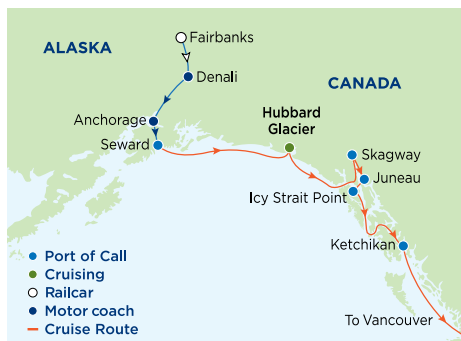 Fairbanks
ALASKA
Denali
CANADA
Anchorage
Hubbard
Glacier
Seward
Skagway
Juneau
Icy Strait Point
Ketchikan
Port of Call
Cruising
Railcar
Motor coach
Cruise Route
To Vancouver